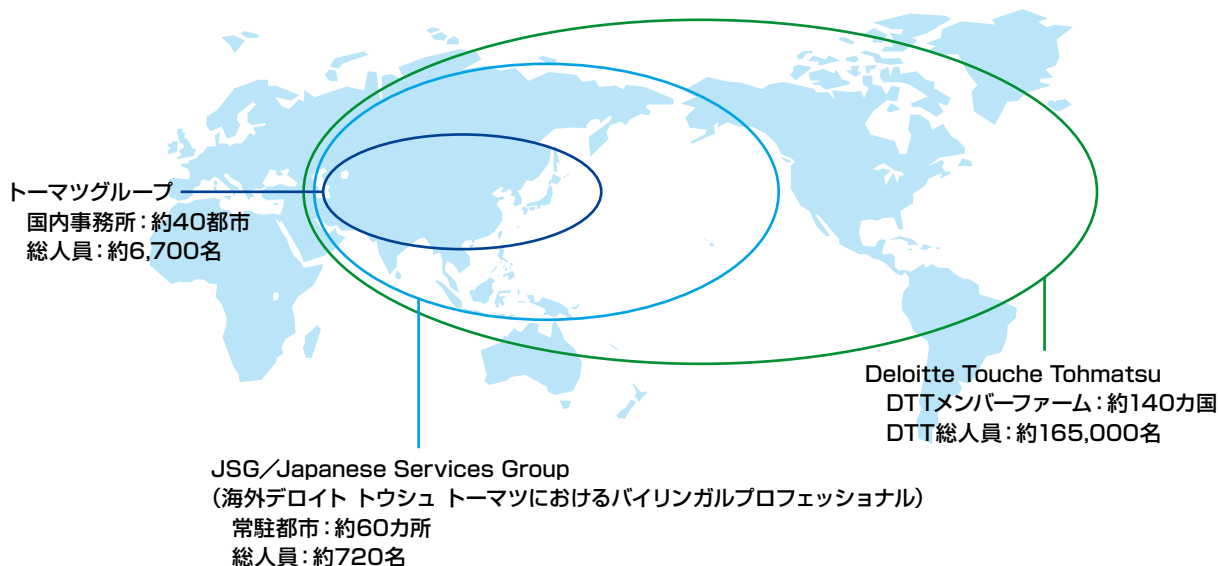 トーマツグループ
国内事務所：約40都市
総人員：約6,700名
Deloitte Touche Tohmatsu
DTTメンバーファーム：約140カ国
DTT総人員：約165,000名
JSG／Japanese Services Group
（海外デロイト トウシュ トーマツにおけるバイリンガルプロフェッショナル）
常駐都市：約60カ所
総人員：約720名